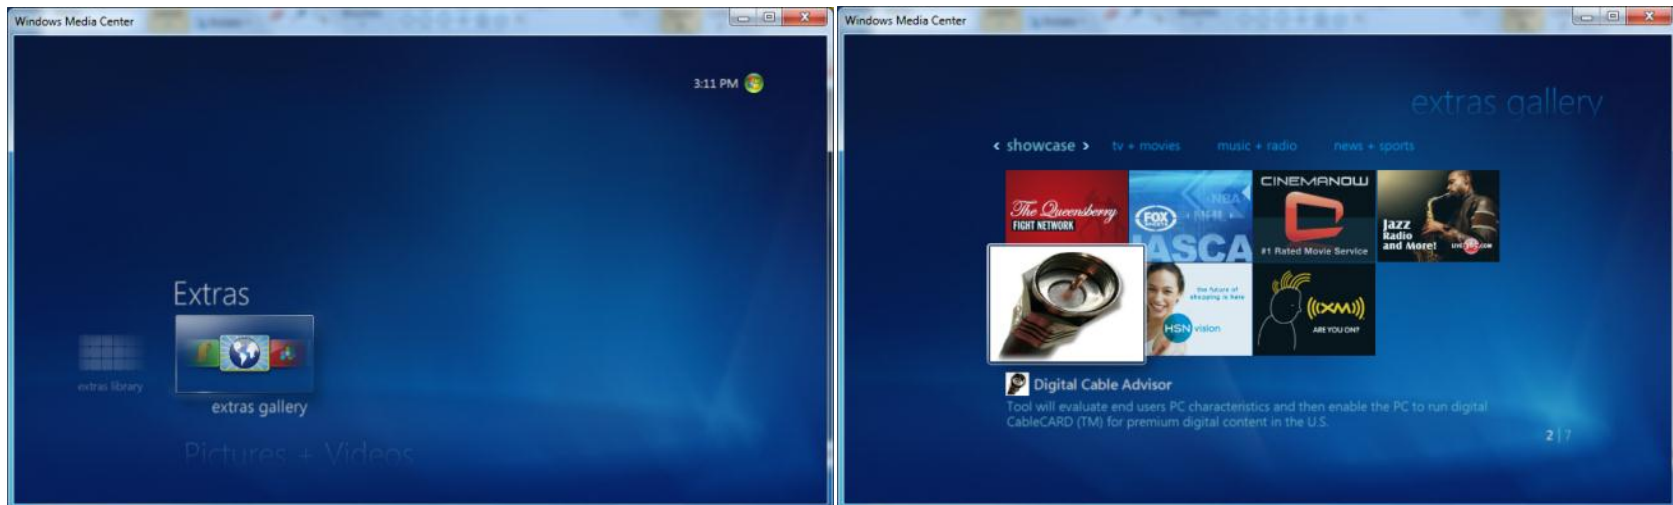 Windows Media Center
3:11 PM
Extras
extras library
extras gallery
Pictures + Videos
Windows Media Center
extras gallery
‹ showcase › tv + movies music + radio news + sports
The Queensberry
FIGHT NETWORK
NBA
NHL
FOX
SPORTS
ASCA
CINEMANOW
#1 Rated Movie Service
Jazz
Radio
and More!
the future of
shopping is here
HSN vision
((XM))
ARE YOU ON?
Digital Cable Advisor
Tool will evaluate end users PC characteristics and then enable the PC to run digital
CableCARD (TM) for premium digital content in the U.S.
2 | 7